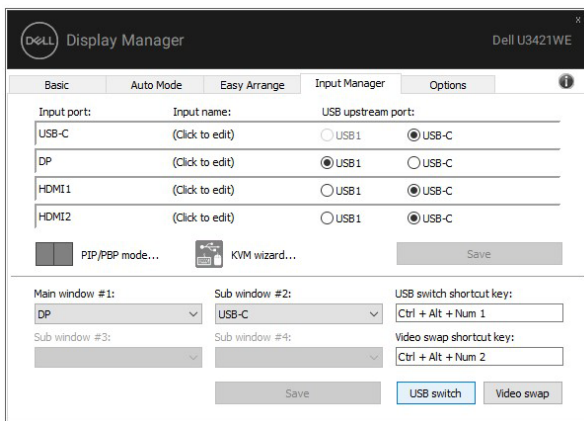 x
DELL Display Manager Dell U3421WE
Basic Auto Mode Easy Arrange Input Manager Options i
Input port: Input name: USB upstream port:
USB-C (Click to edit) USB1 USB-C
DP (Click to edit) USB1 USB-C
HDMI1 (Click to edit) USB1 USB-C
HDMI2 (Click to edit) USB1 USB-C
PIP/PBP mode... KVM wizard... Save
Main window #1: Sub window #2: USB switch shortcut key:
DP USB-C Ctrl + Alt + Num 1
Sub window #3: Sub window #4: Video swap shortcut key:
Ctrl + Alt + Num 2
Save USB switch Video swap